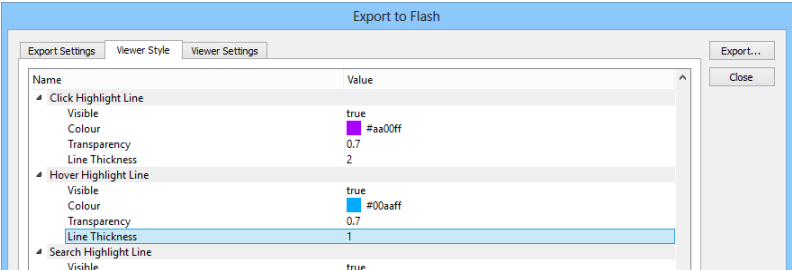 Export to Flash
Export Settings Viewer Style Viewer Settings Export...
Name Value Close
Click Highlight Line
Visible true
Colour #aa00ff
Transparency 0.7
Line Thickness 2
Hover Highlight Line
Visible true
Colour #00aaff
Transparency 0.7
Line Thickness 1
Search Highlight Line
Visible true